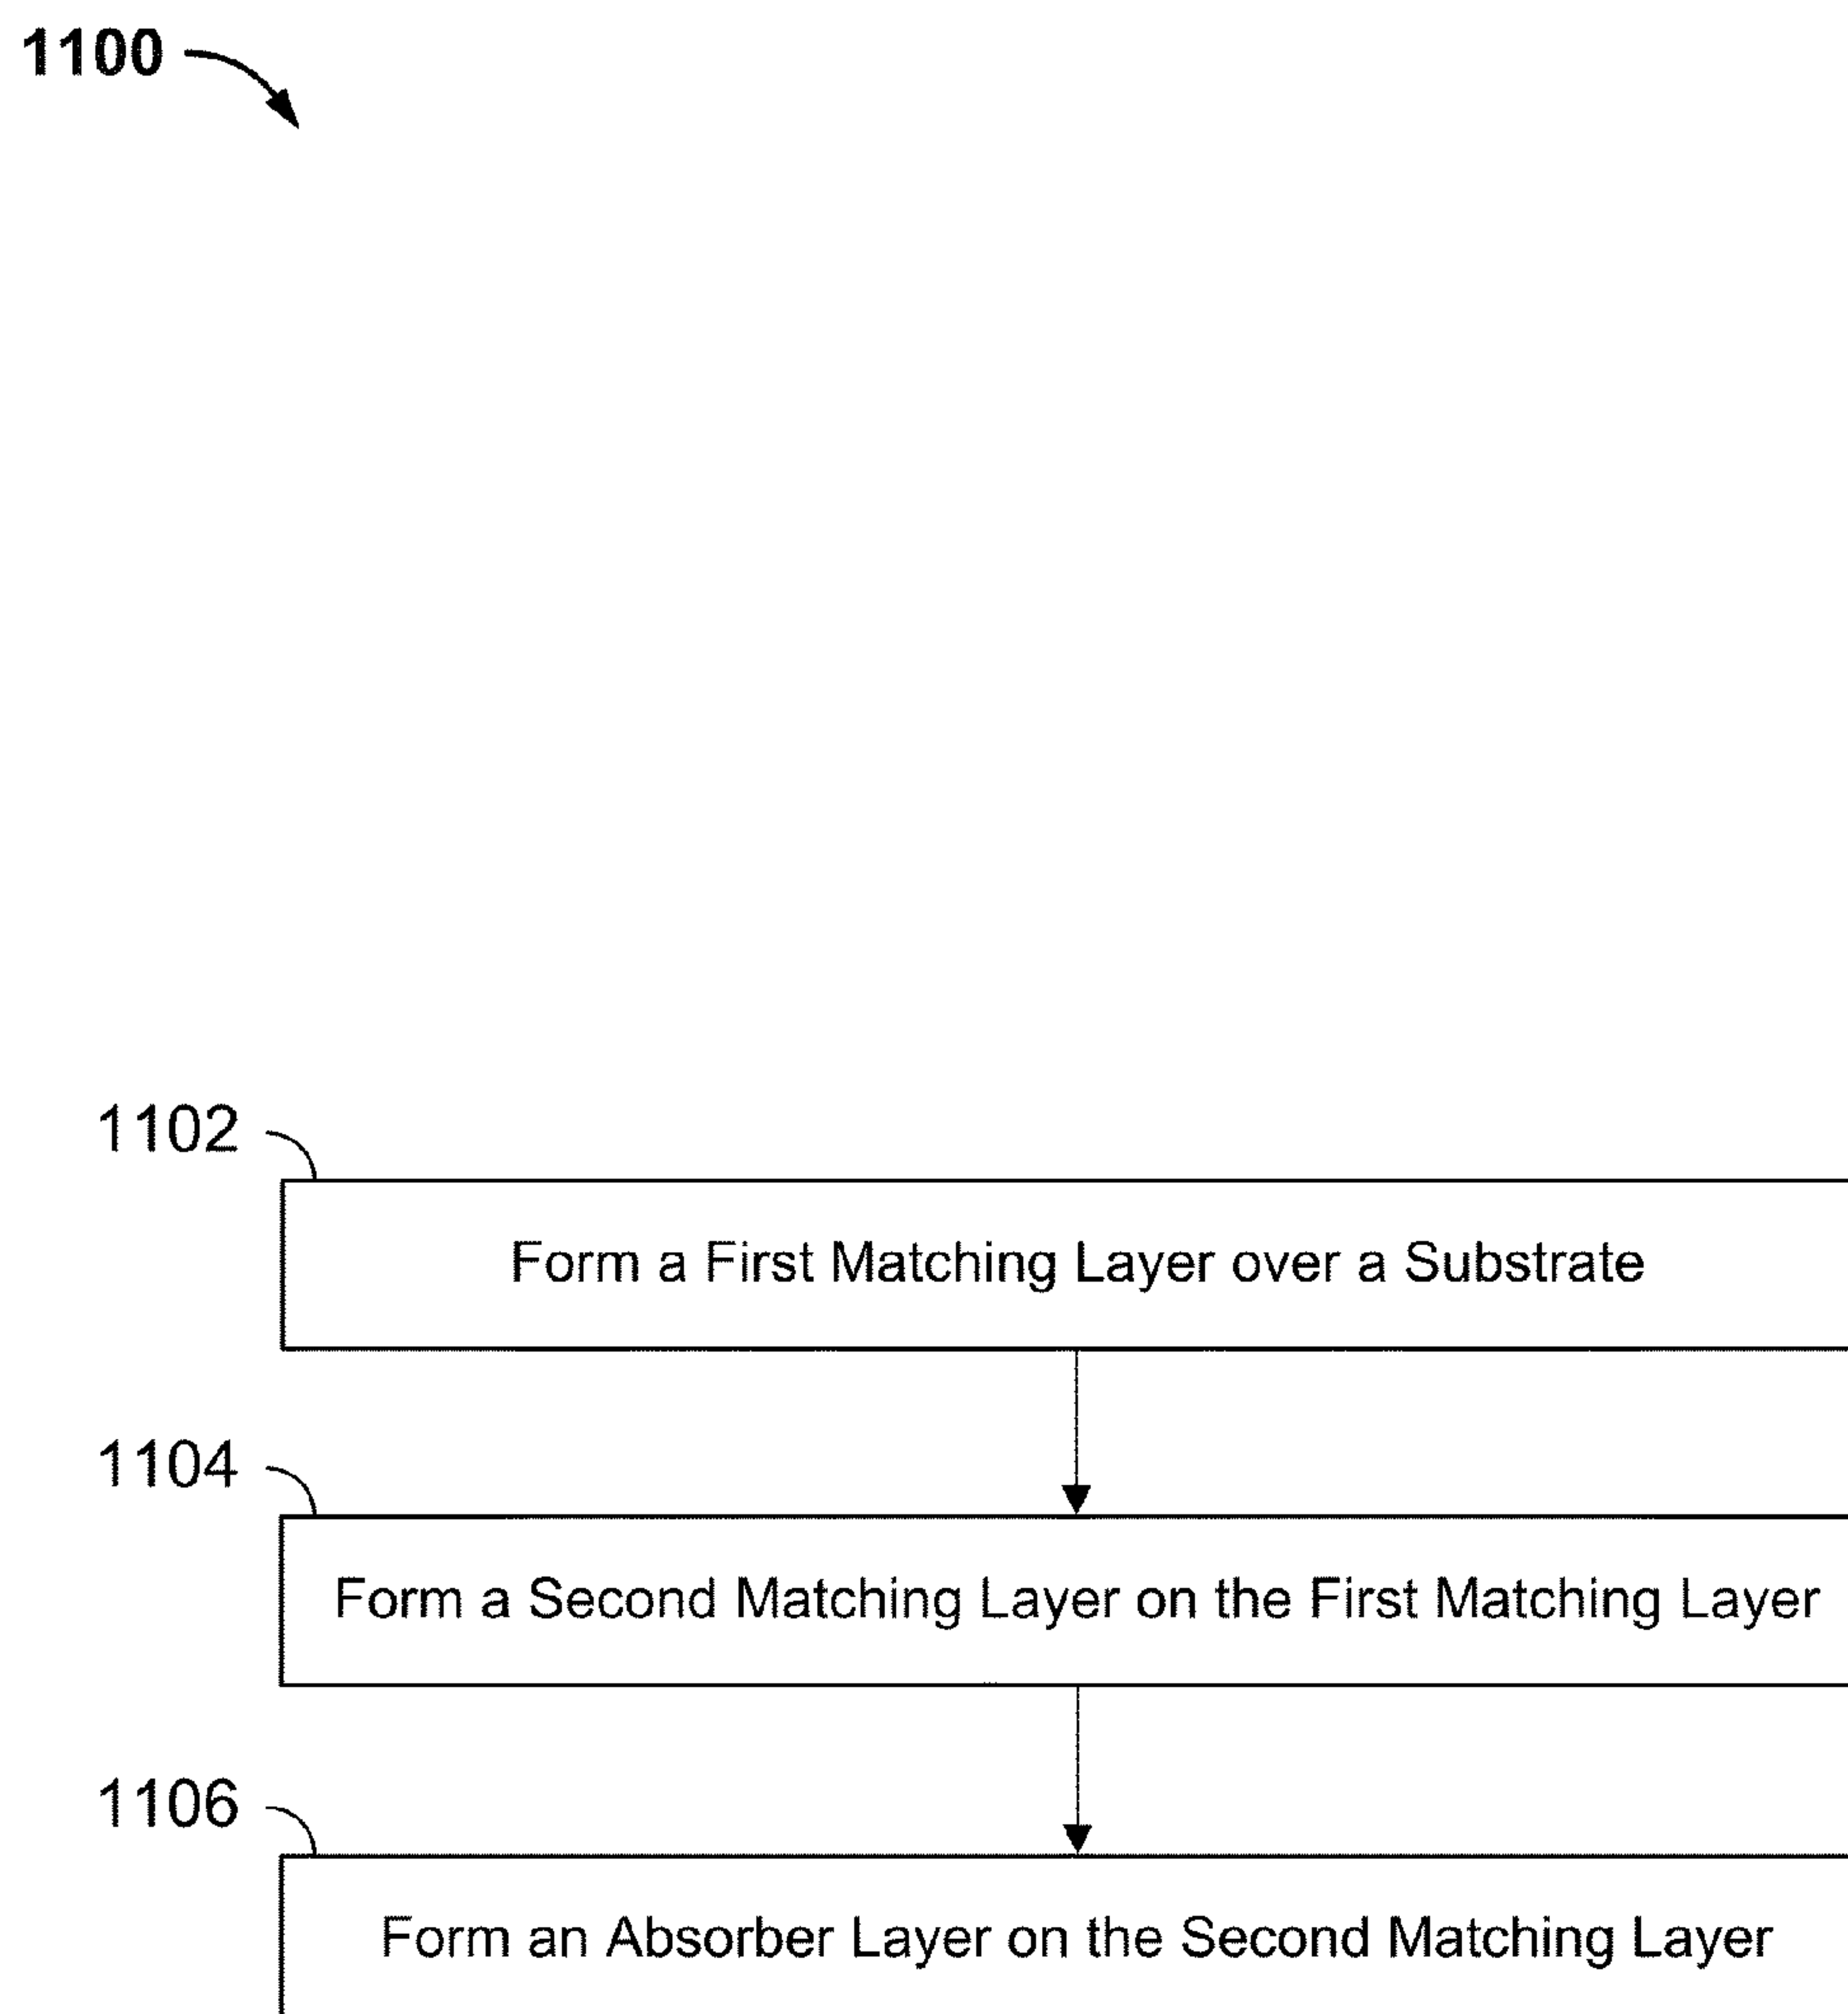 1100
1102
Form a First Matching Layer over a Substrate
1104
Form a Second Matching Layer on the First Matching Layer
1106
Form an Absorber Layer on the Second Matching Layer